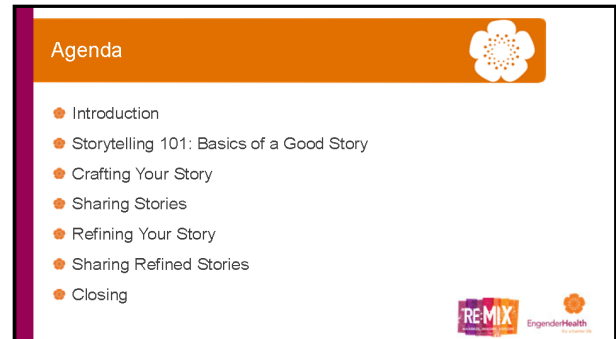 Agenda
Introduction
Storytelling 101: Basics of a Good Story
Crafting Your Story
Sharing Stories
Refining Your Story
Sharing Refined Stories
Closing
RE:MIX
EngenderHealth